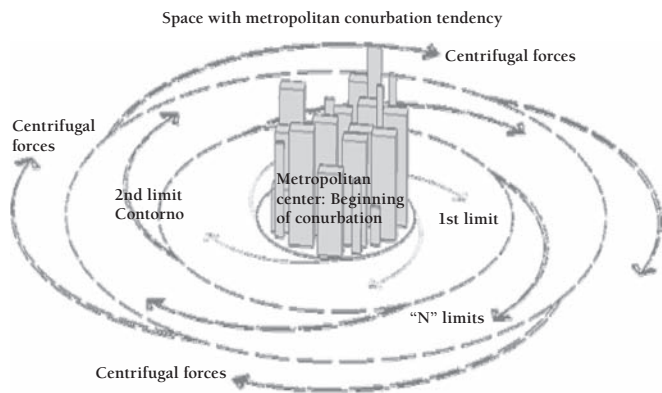 Space with metropolitan conurbation tendency
Centrifugal forces
Centrifugal
forces
2nd limit
Contorno
Metropolitan
center: Beginning
of conurbation
1st limit
“N” limits
Centrifugal forces